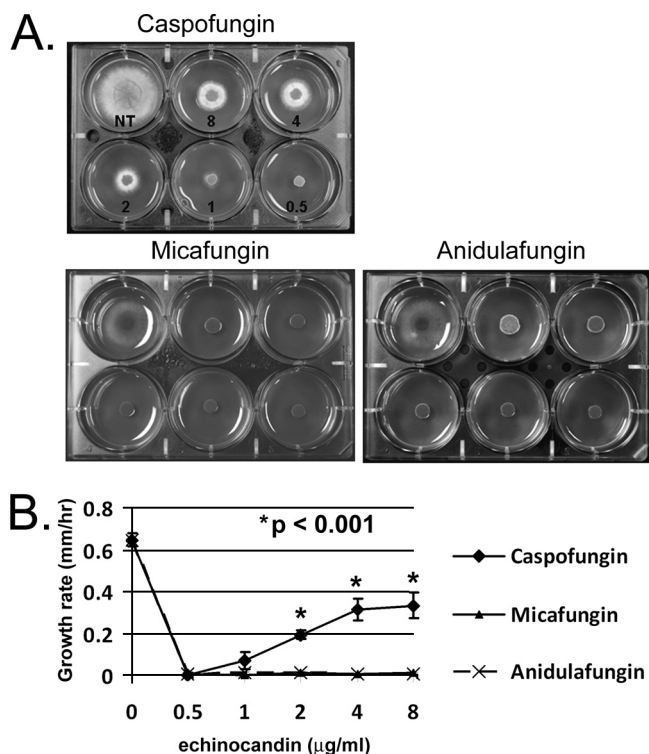 A.
Caspofungin
NT 8 4
2 1 0.5
Micafungin Anidulafungin
B.
*p < 0.001
Growth rate (mm/hr)
0.8
0.6
0.4
0.2
0
* * *
0 0.5 1 2 4 8
echinocandin (µg/ml)
Caspofungin
Micafungin
Anidulafungin